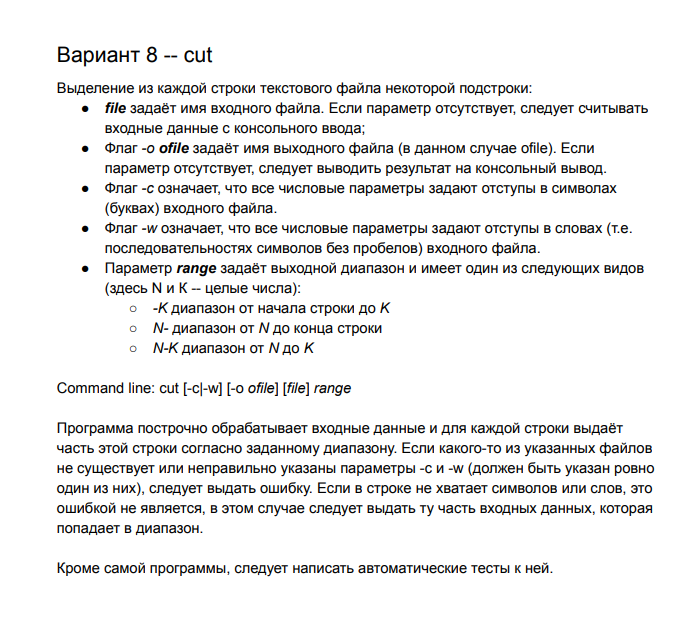 Вариант 8 -- cut
Выделение из каждой строки текстового файла некоторой подстроки:
● file задаёт имя входного файла. Если параметр отсутствует, следует считывать
входные данные с консольного ввода;
● Флаг -o ofile задаёт имя выходного файла (в данном случае ofile). Если
параметр отсутствует, следует выводить результат на консольный вывод.
● Флаг -c означает, что все числовые параметры задают отступы в символах
(буквах) входного файла.
● Флаг -w означает, что все числовые параметры задают отступы в словах (т.е.
последовательностях символов без пробелов) входного файла.
● Параметр range задаёт выходной диапазон и имеет один из следующих видов
(здесь N и К -- целые числа):
○ -K диапазон от начала строки до K
○ N- диапазон от N до конца строки
○ N-K диапазон от N до K
Command line: cut [-c|-w] [-o ofile] [file] range
Программа построчно обрабатывает входные данные и для каждой строки выдаёт
часть этой строки согласно заданному диапазону. Если какого-то из указанных файлов
не существует или неправильно указаны параметры -c и -w (должен быть указан ровно
один из них), следует выдать ошибку. Если в строке не хватает символов или слов, это
ошибкой не является, в этом случае следует выдать ту часть входных данных, которая
попадает в диапазон.
Кроме самой программы, следует написать автоматические тесты к ней.